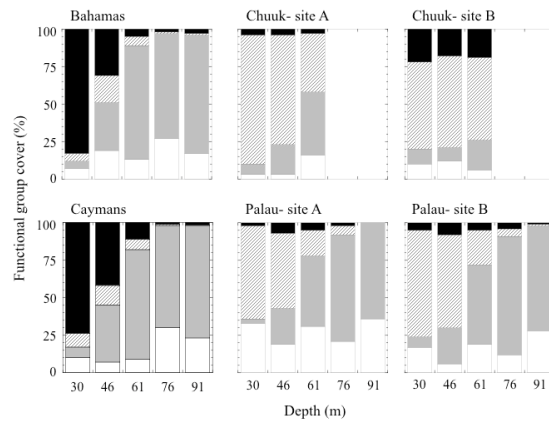 Bahamas Chuuk- site A Chuuk- site B
100
75
50
25
0
Caymans Palau- site A Palau- site B
100
75
50
25
0
Functional group cover (%)
30 46 61 76 91 30 46 61 76 91 30 46 61 76 91
Depth (m)